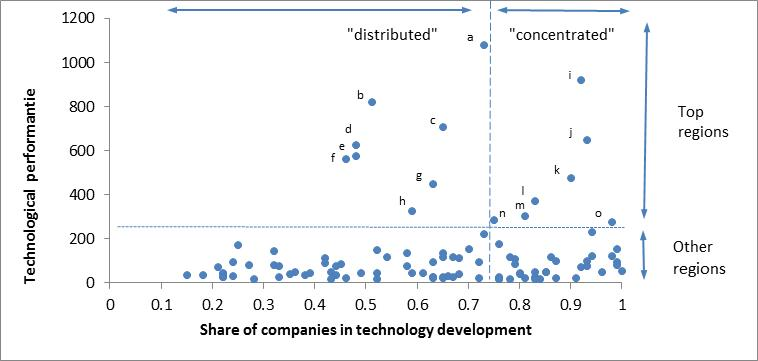 1200
1000
800
600
400
200
0
Technological performantie
"distributed"
"concentrated"
a
b
c
d
e
f
g
h
i
j
k
l
m
n
o
Top
regions
Other
regions
0 0.1 0.2 0.3 0.4 0.5 0.6 0.7 0.8 0.9 1
Share of companies in technology development